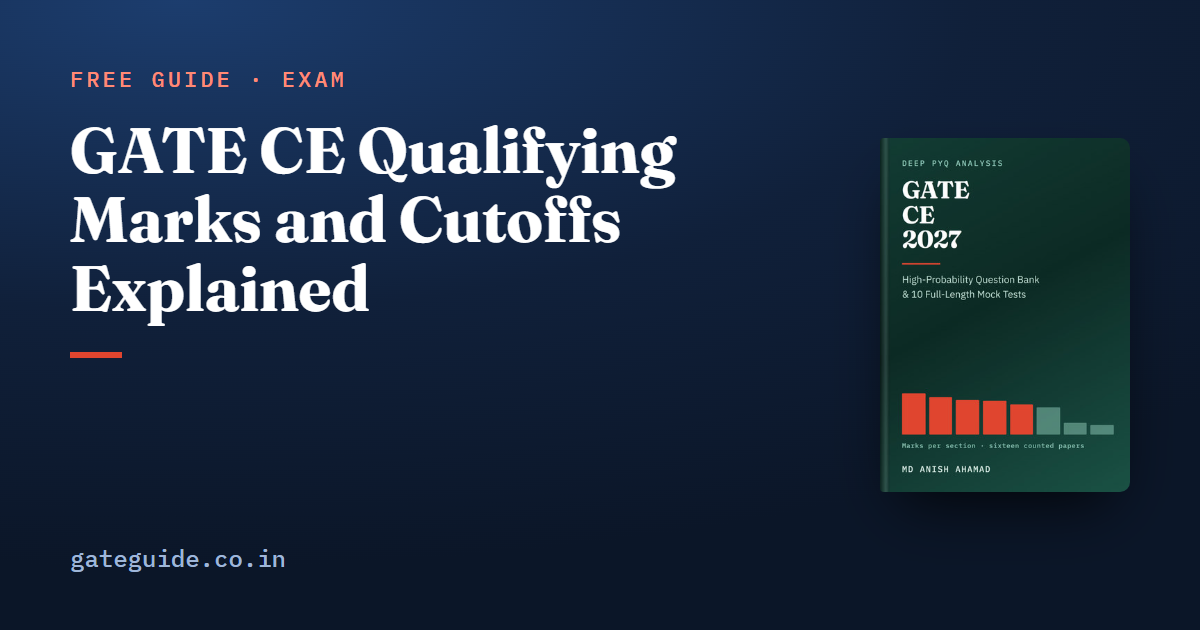 FREE GUIDE · EXAM
GATE CE Qualifying
Marks and Cutoffs
Explained
gateguide.co.in
DEEP PYQ ANALYSIS
GATE
CE
2027
High-Probability Question Bank
& 10 Full-Length Mock Tests
Marks per section · sixteen counted papers
MD ANISH AHAMAD